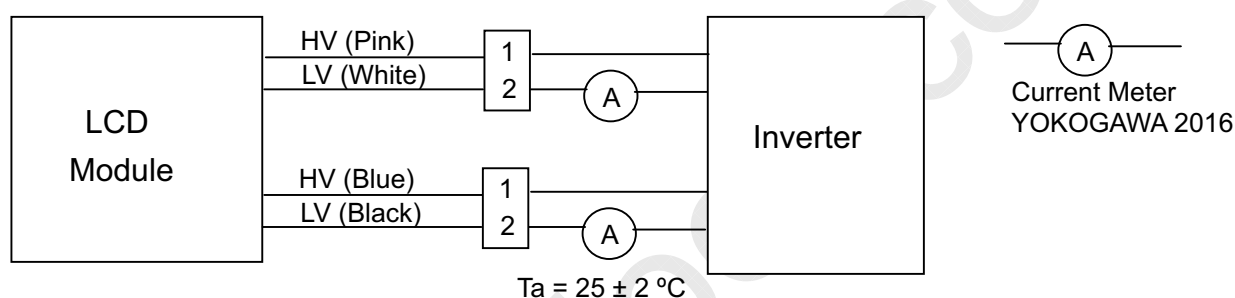 LCD
Module
HV (Pink)
LV (White)
1
2
A
HV (Blue)
LV (Black)
1
2
A
Inverter
A
Current Meter
YOKOGAWA 2016
Ta = 25 ± 2 ºC